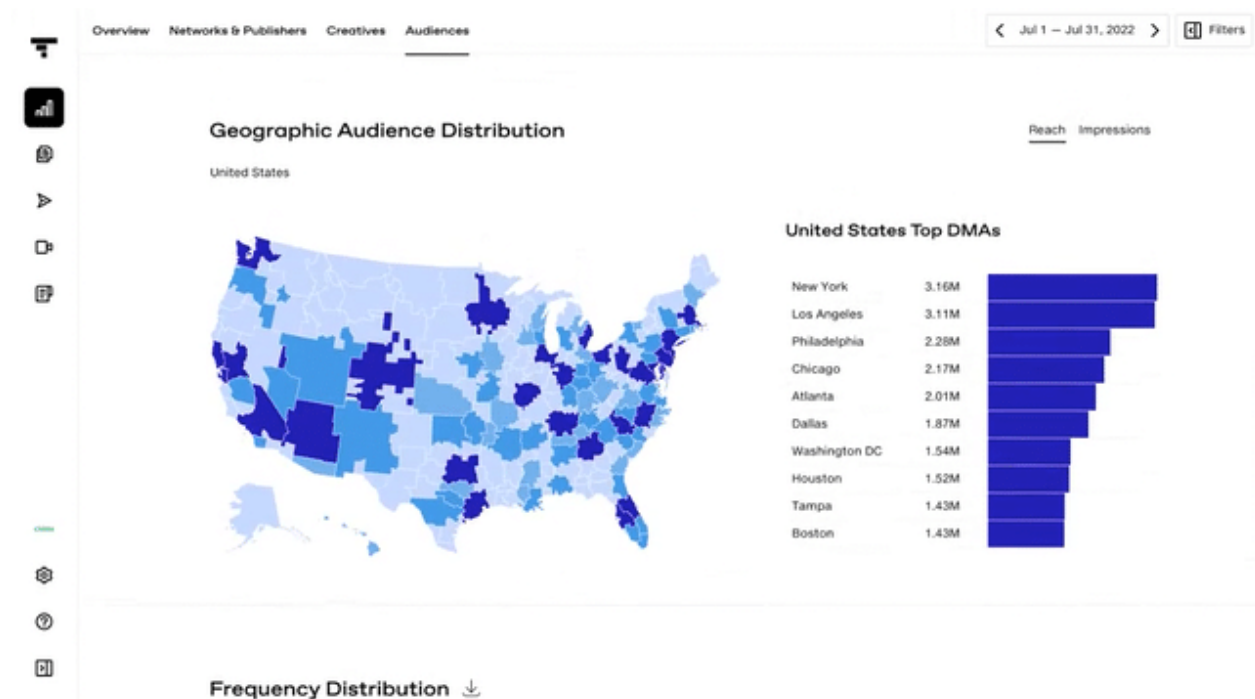 Overview Networks & Publishers Creatives Audiences
Jul 1 — Jul 31, 2022 Filters
Geographic Audience Distribution
Reach Impressions
United States
United States Top DMAs
New York 3.16M
Los Angeles 3.11M
Philadelphia 2.28M
Chicago 2.17M
Atlanta 2.01M
Dallas 1.87M
Washington DC 1.54M
Houston 1.52M
Tampa 1.43M
Boston 1.43M
Frequency Distribution